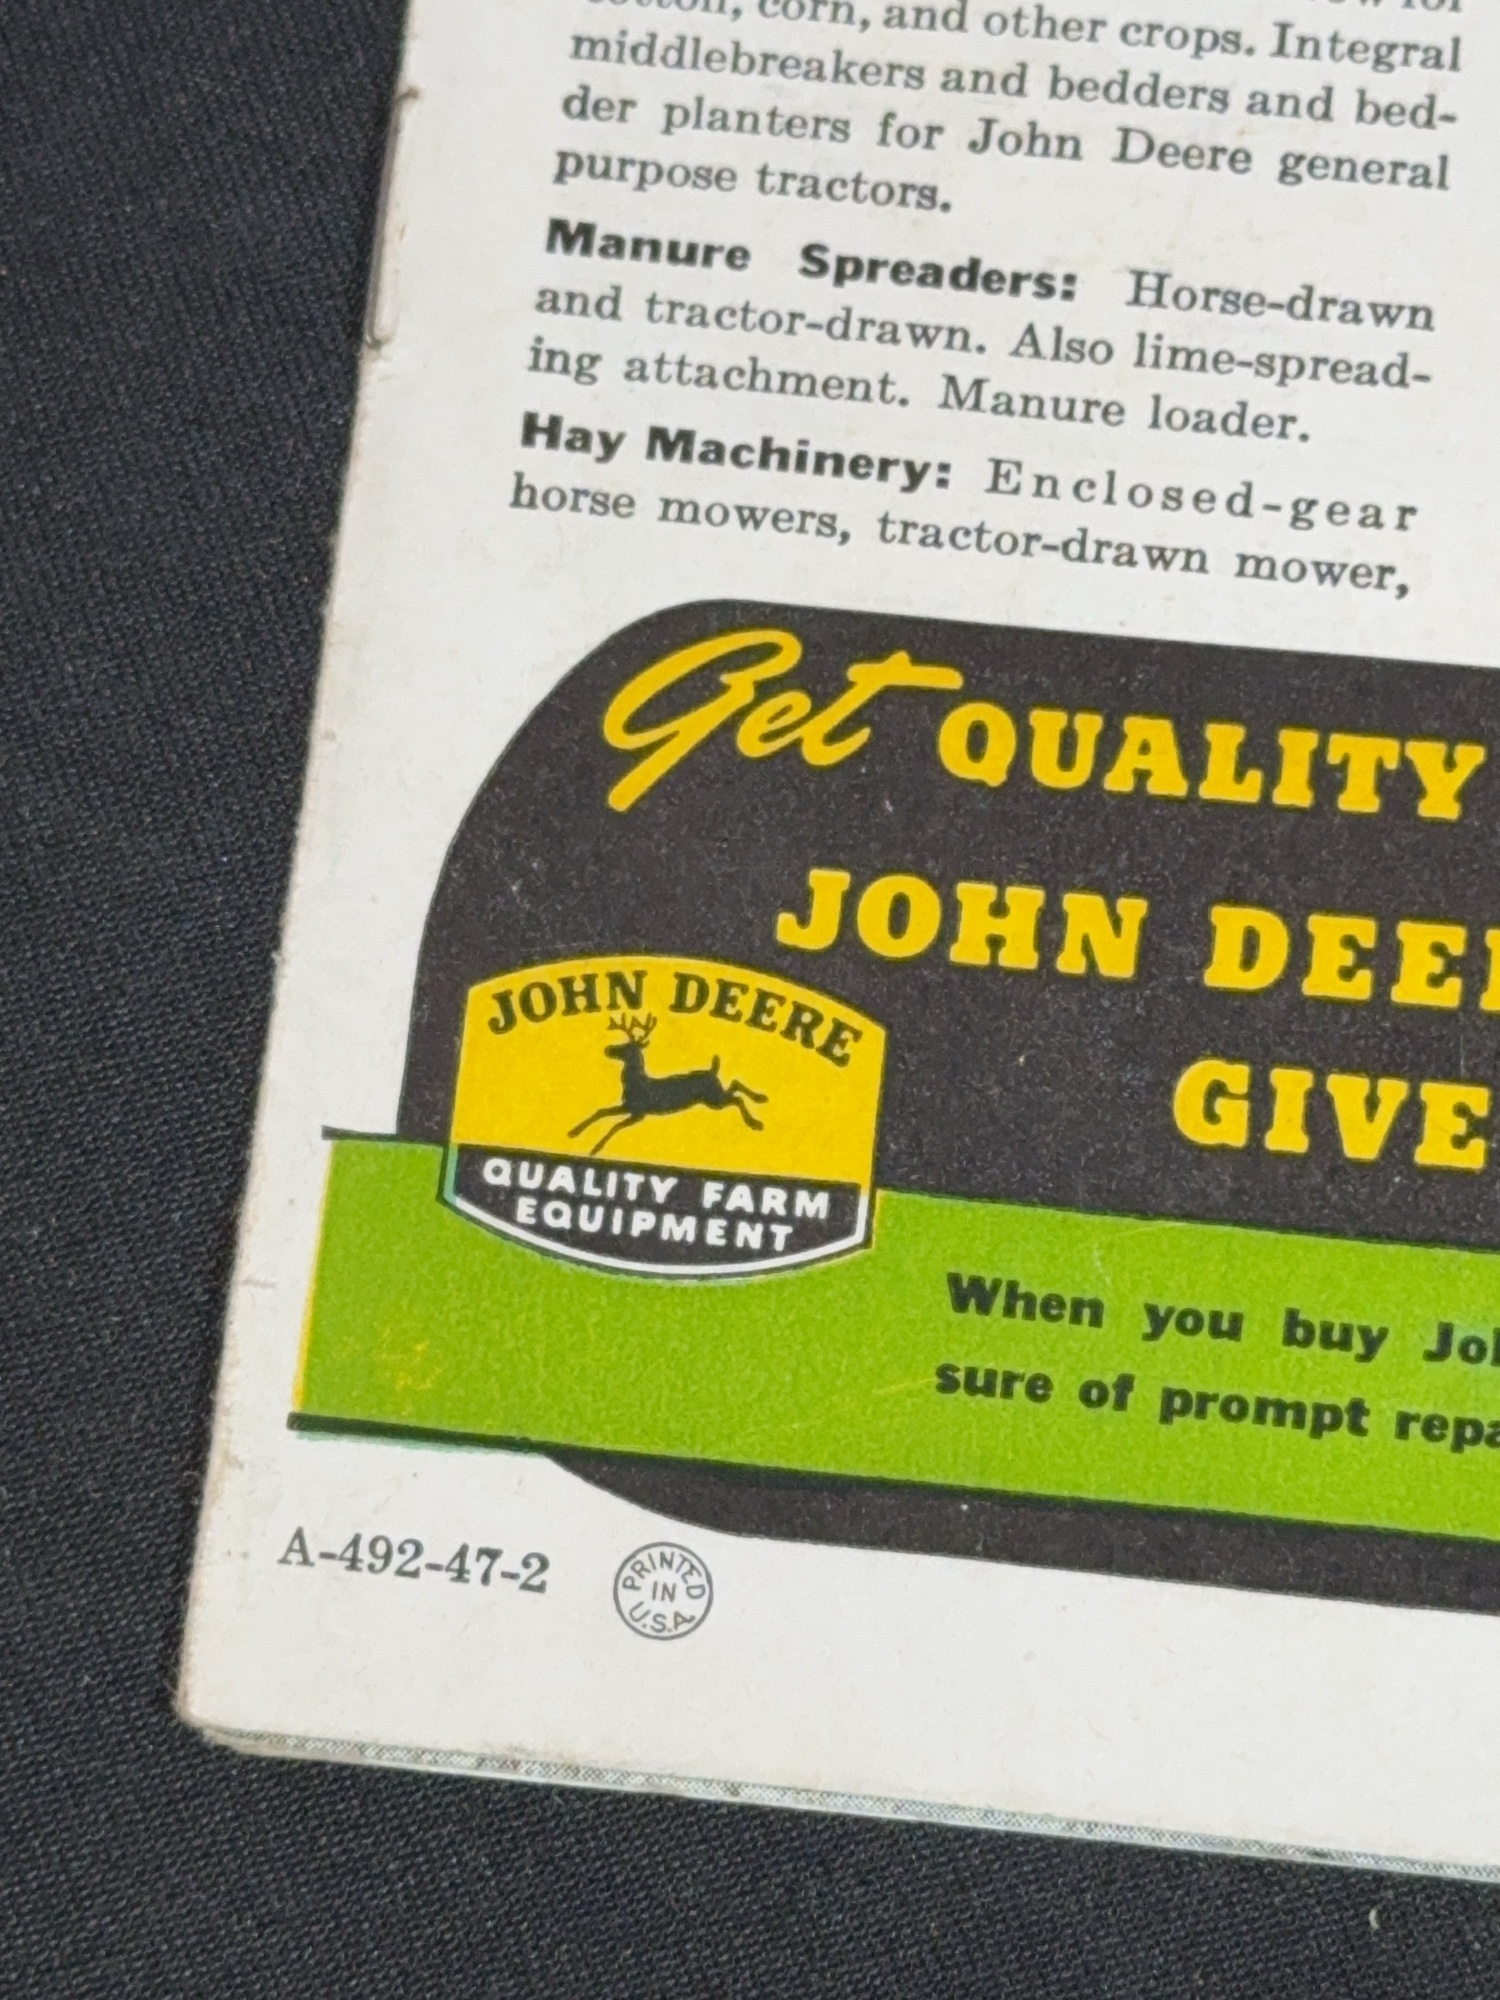 corn, and other crops. Integral
middlebreakers and bedders and bed-
der planters for John Deere general
purpose tractors.
Manure Spreaders: Horse-drawn
and tractor-drawn. Also lime-spread-
ing attachment. Manure loader.
Hay Machinery: Enclosed-gear
horse mowers, tractor-drawn mower,
Get QUALITY
JOHN DEE
GIVE
JOHN DEERE
QUALITY FARM
EQUIPMENT
When you buy Jo
sure of prompt repa
A-492-47-2
PRINTED
IN
U.S.A.